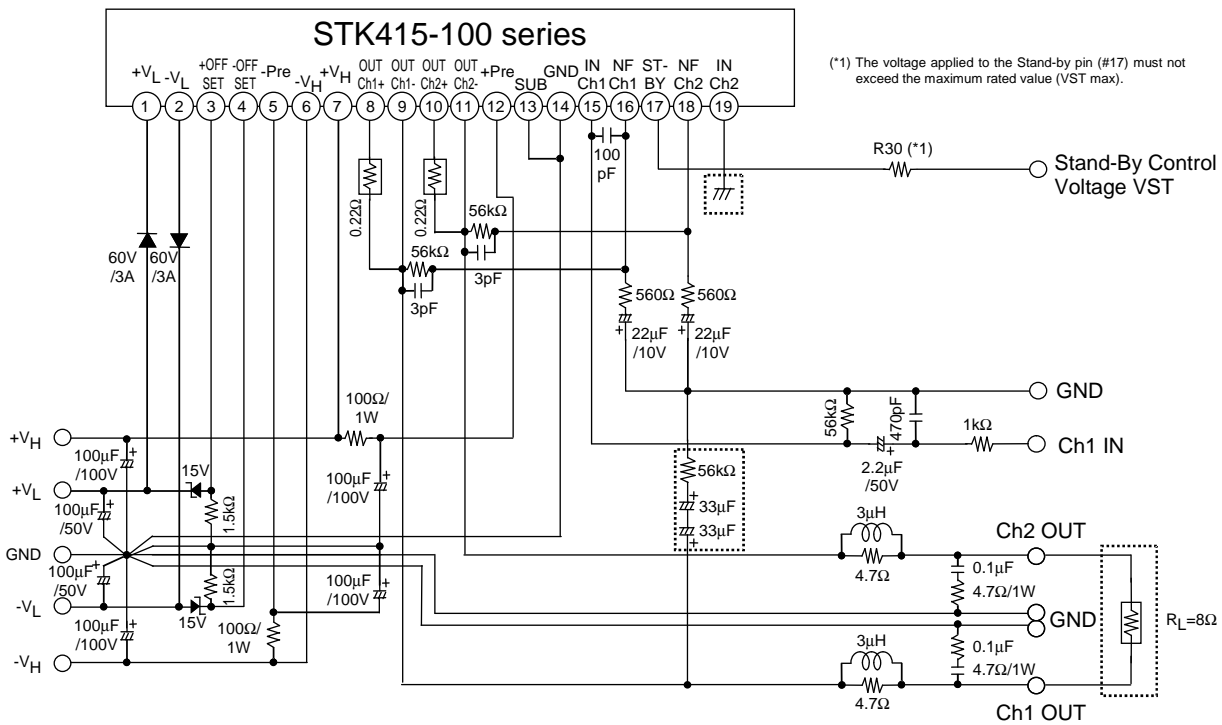 STK415-100 series
+VL
-VL
+OFF SET
-OFF SET
-Pre
-VH
+VH
OUT Ch1+
OUT Ch1-
OUT Ch2+
OUT Ch2-
+Pre
SUB
GND
IN Ch1
NF Ch1
ST-BY
NF Ch2
IN Ch2
1
2
3
4
5
6
7
8
9
10
11
12
13
14
15
16
17
18
19
(*1) The voltage applied to the Stand-by pin (#17) must not
exceed the maximum rated value (VST max).
100
pF
R30 (*1)
Stand-By Control
Voltage VST
0.22Ω
0.22Ω
56kΩ
3pF
56kΩ
3pF
60V
/3A
60V
/3A
560Ω
560Ω
+
22μF
/10V
+
22μF
/10V
GND
56kΩ
470pF
1kΩ
Ch1 IN
+
2.2μF
/50V
100Ω/
1W
+VH
100μF
/100V
+
15V
+VL
100μF
/50V
+
1.5kΩ
100μF
/100V
+
56kΩ
+
33μF
33μF
+
GND
100μF
/50V
+
1.5kΩ
100μF
/100V
+
-VL
15V
100μF
/100V
+
100Ω/
1W
-VH
3μH
4.7Ω
Ch2 OUT
0.1μF
4.7Ω/1W
GND
RL=8Ω
3μH
4.7Ω
0.1μF
4.7Ω/1W
Ch1 OUT